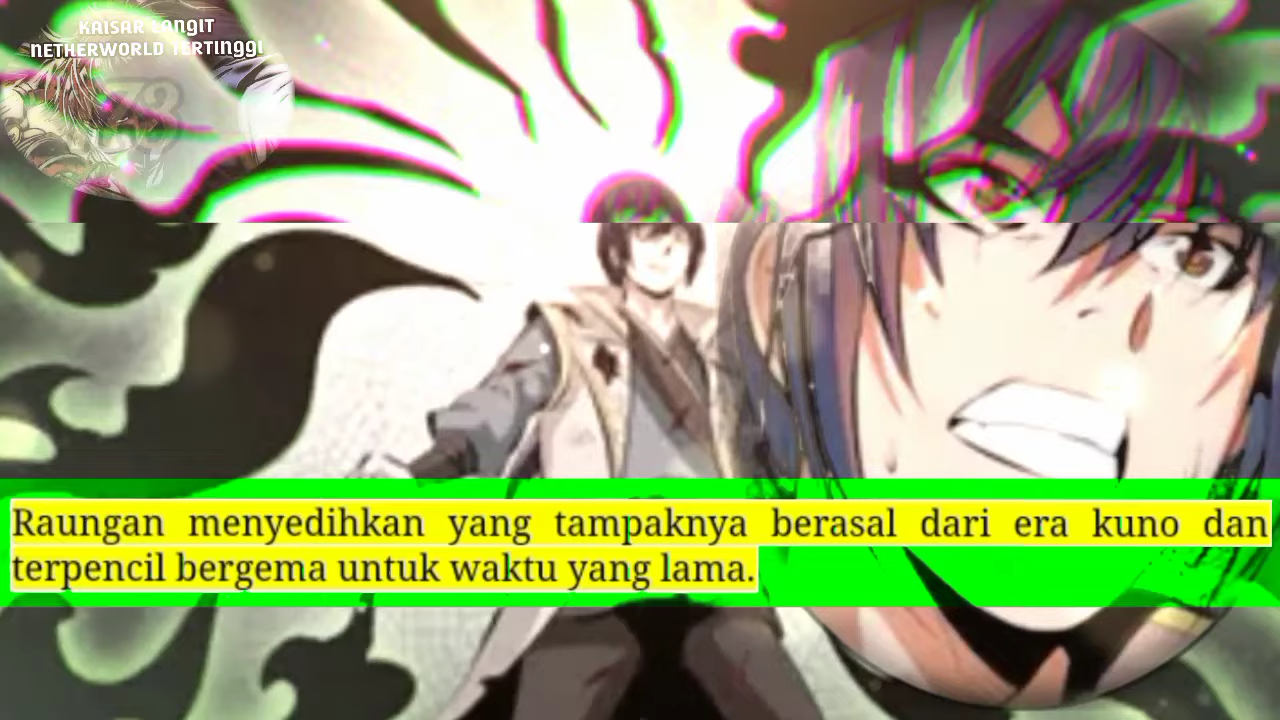 KAISAR LANGIT
NETHERWORLD TERTINGGI
Raungan menyedihkan yang tampaknya berasal dari era kuno dan
terpencil bergema untuk waktu yang lama.